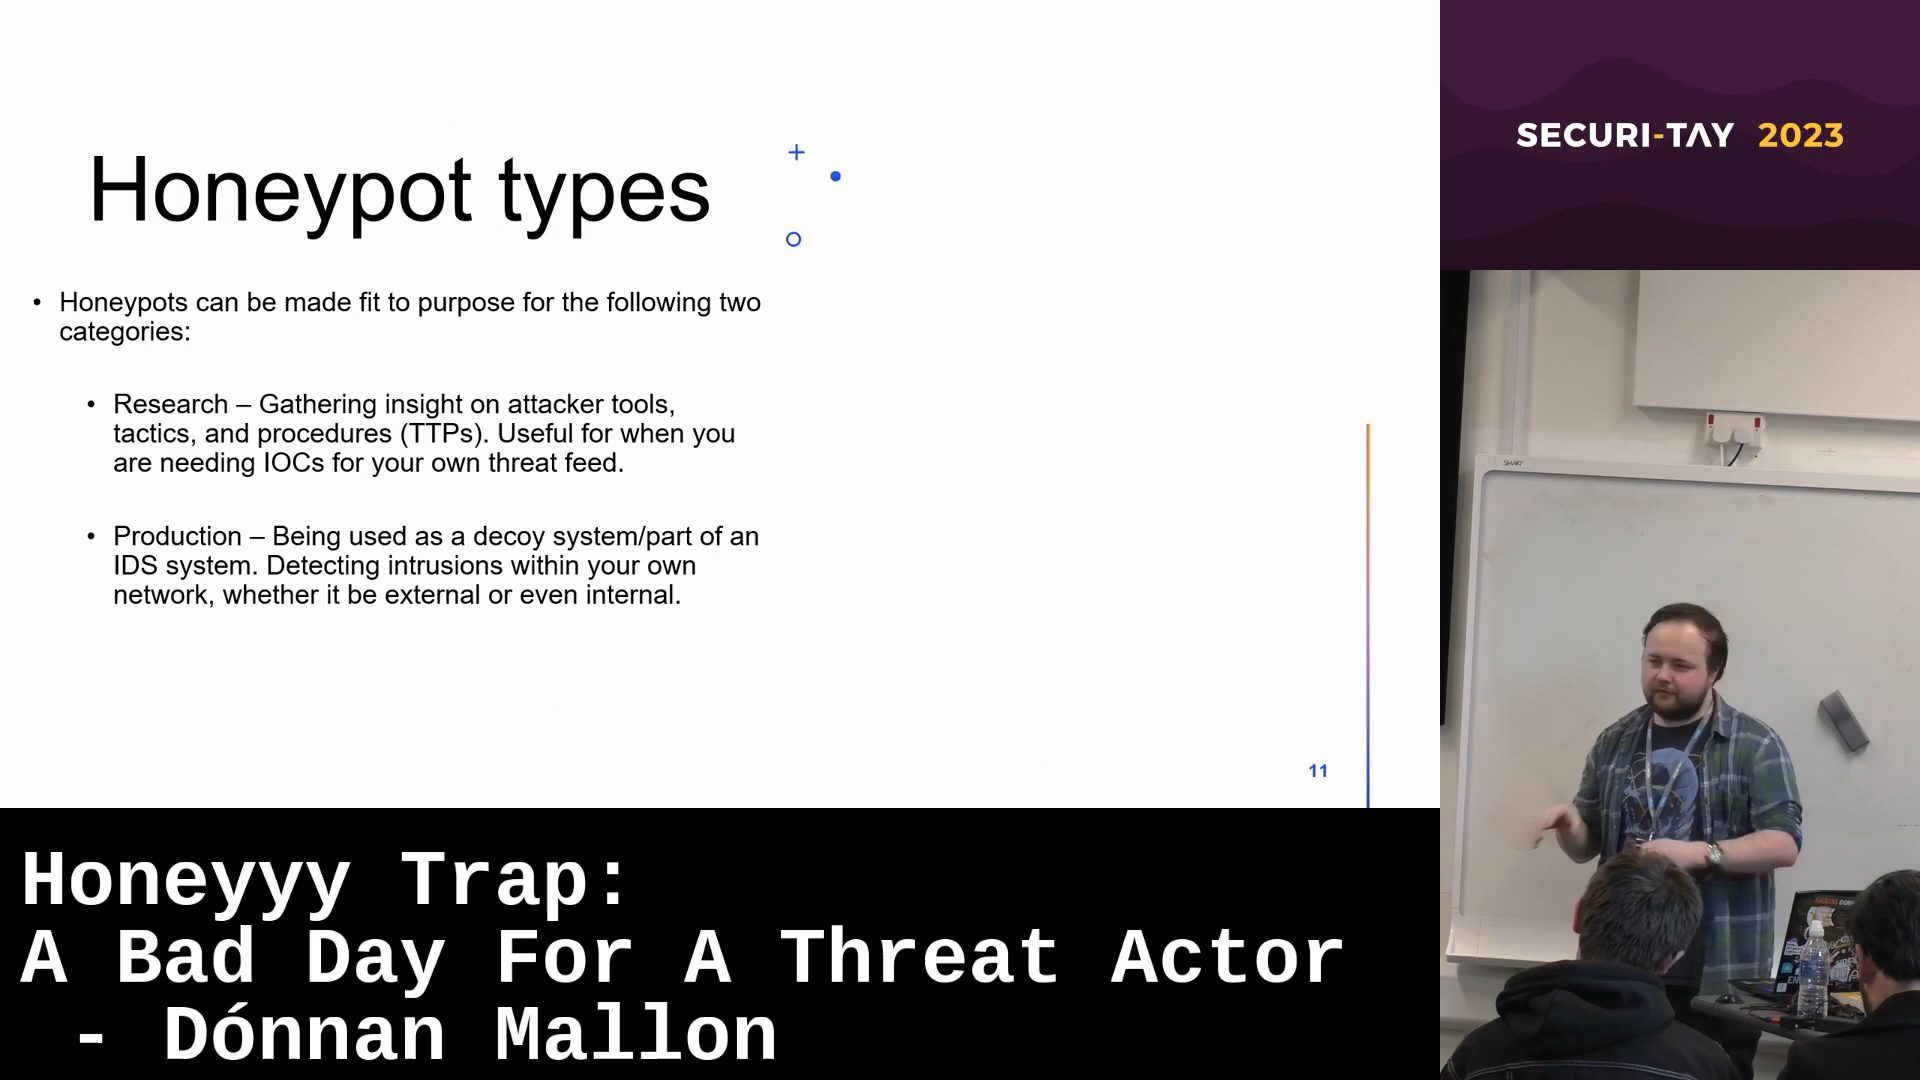 Honeypot types
• Honeypots can be made fit to purpose for the following two
categories:
• Research – Gathering insight on attacker tools,
tactics, and procedures (TTPs). Useful for when you
are needing IOCs for your own threat feed.
• Production – Being used as a decoy system/part of an
IDS system. Detecting intrusions within your own
network, whether it be external or even internal.
11
SECURI-TAY 2023
SMART
Honeyyy Trap:
A Bad Day For A Threat Actor
- Dónnan Mallon